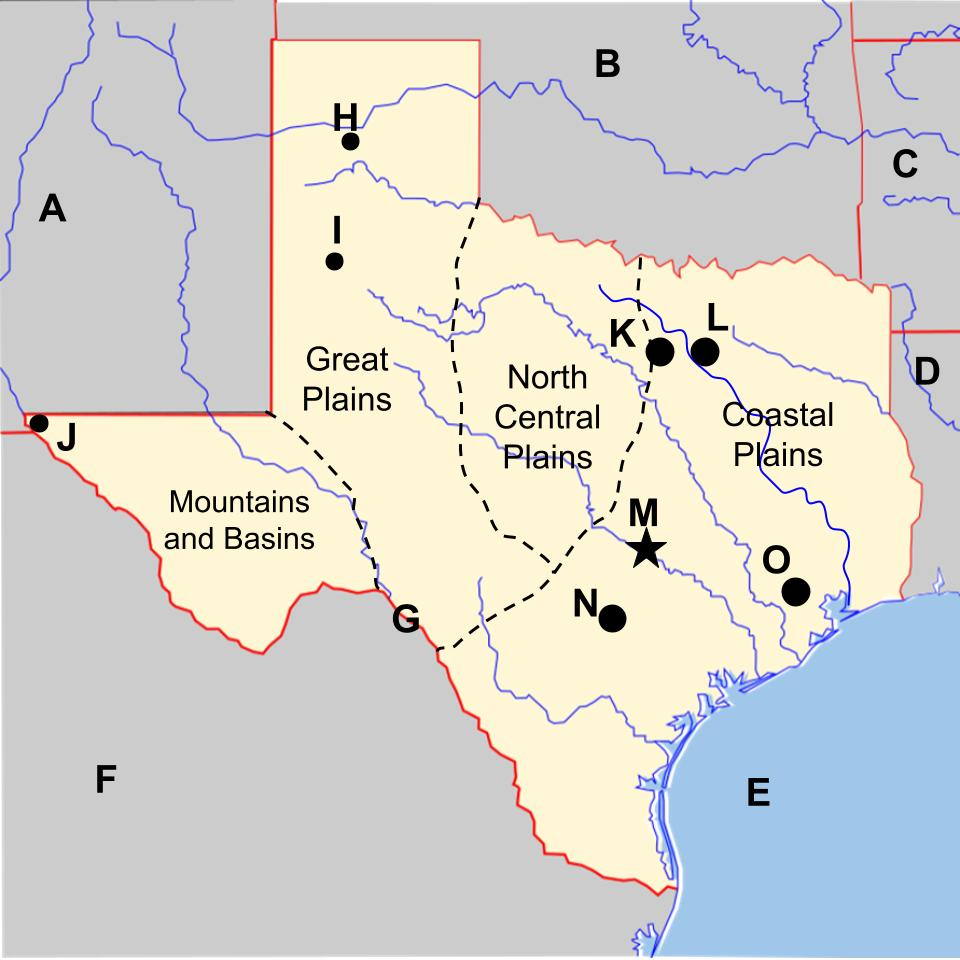 B
H
C
A
I
L
K
Great
Plains
D
North
Central
Plains
Coastal
Plains
J
Mountains
and Basins
M
O
N
G
F
E